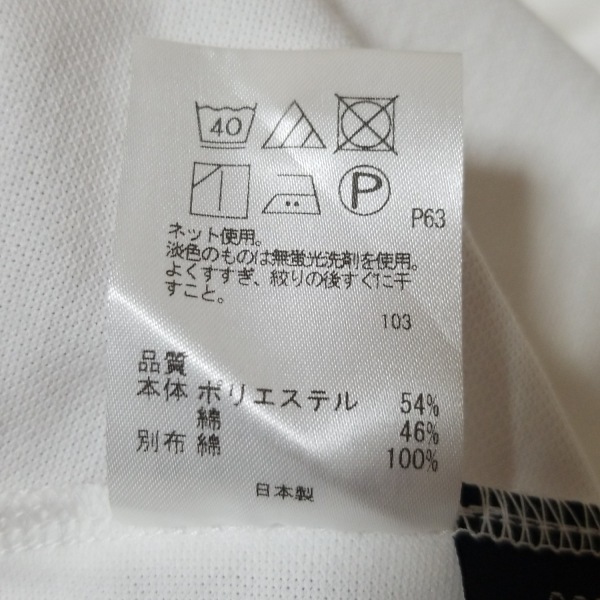 40
P
P63
ネット使用。
淡色のものは無蛍光洗剤を使用。
よくすすぎ、絞りの後すぐに干
すこと。
103
品質
本体 ポリエステル 54%
綿 46%
別布 綿 100%
日本製